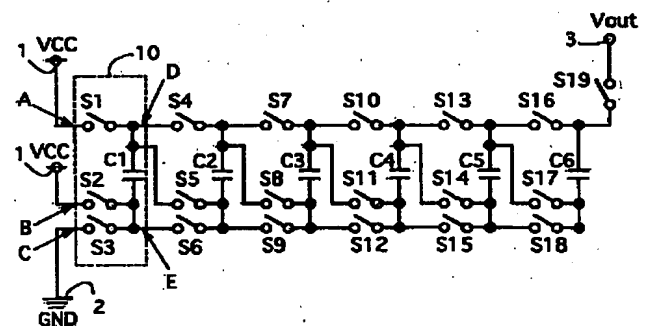 Vout
1 VCC
10
3
D
S19
A
S1
S4
S7
S10
S13
S16
1 VCC
C1
C2
C3
C4
C5
C6
S2
S5
S8
S11
S14
S17
B
C
S3
S6
S9
S12
S15
S18
E
2
GND